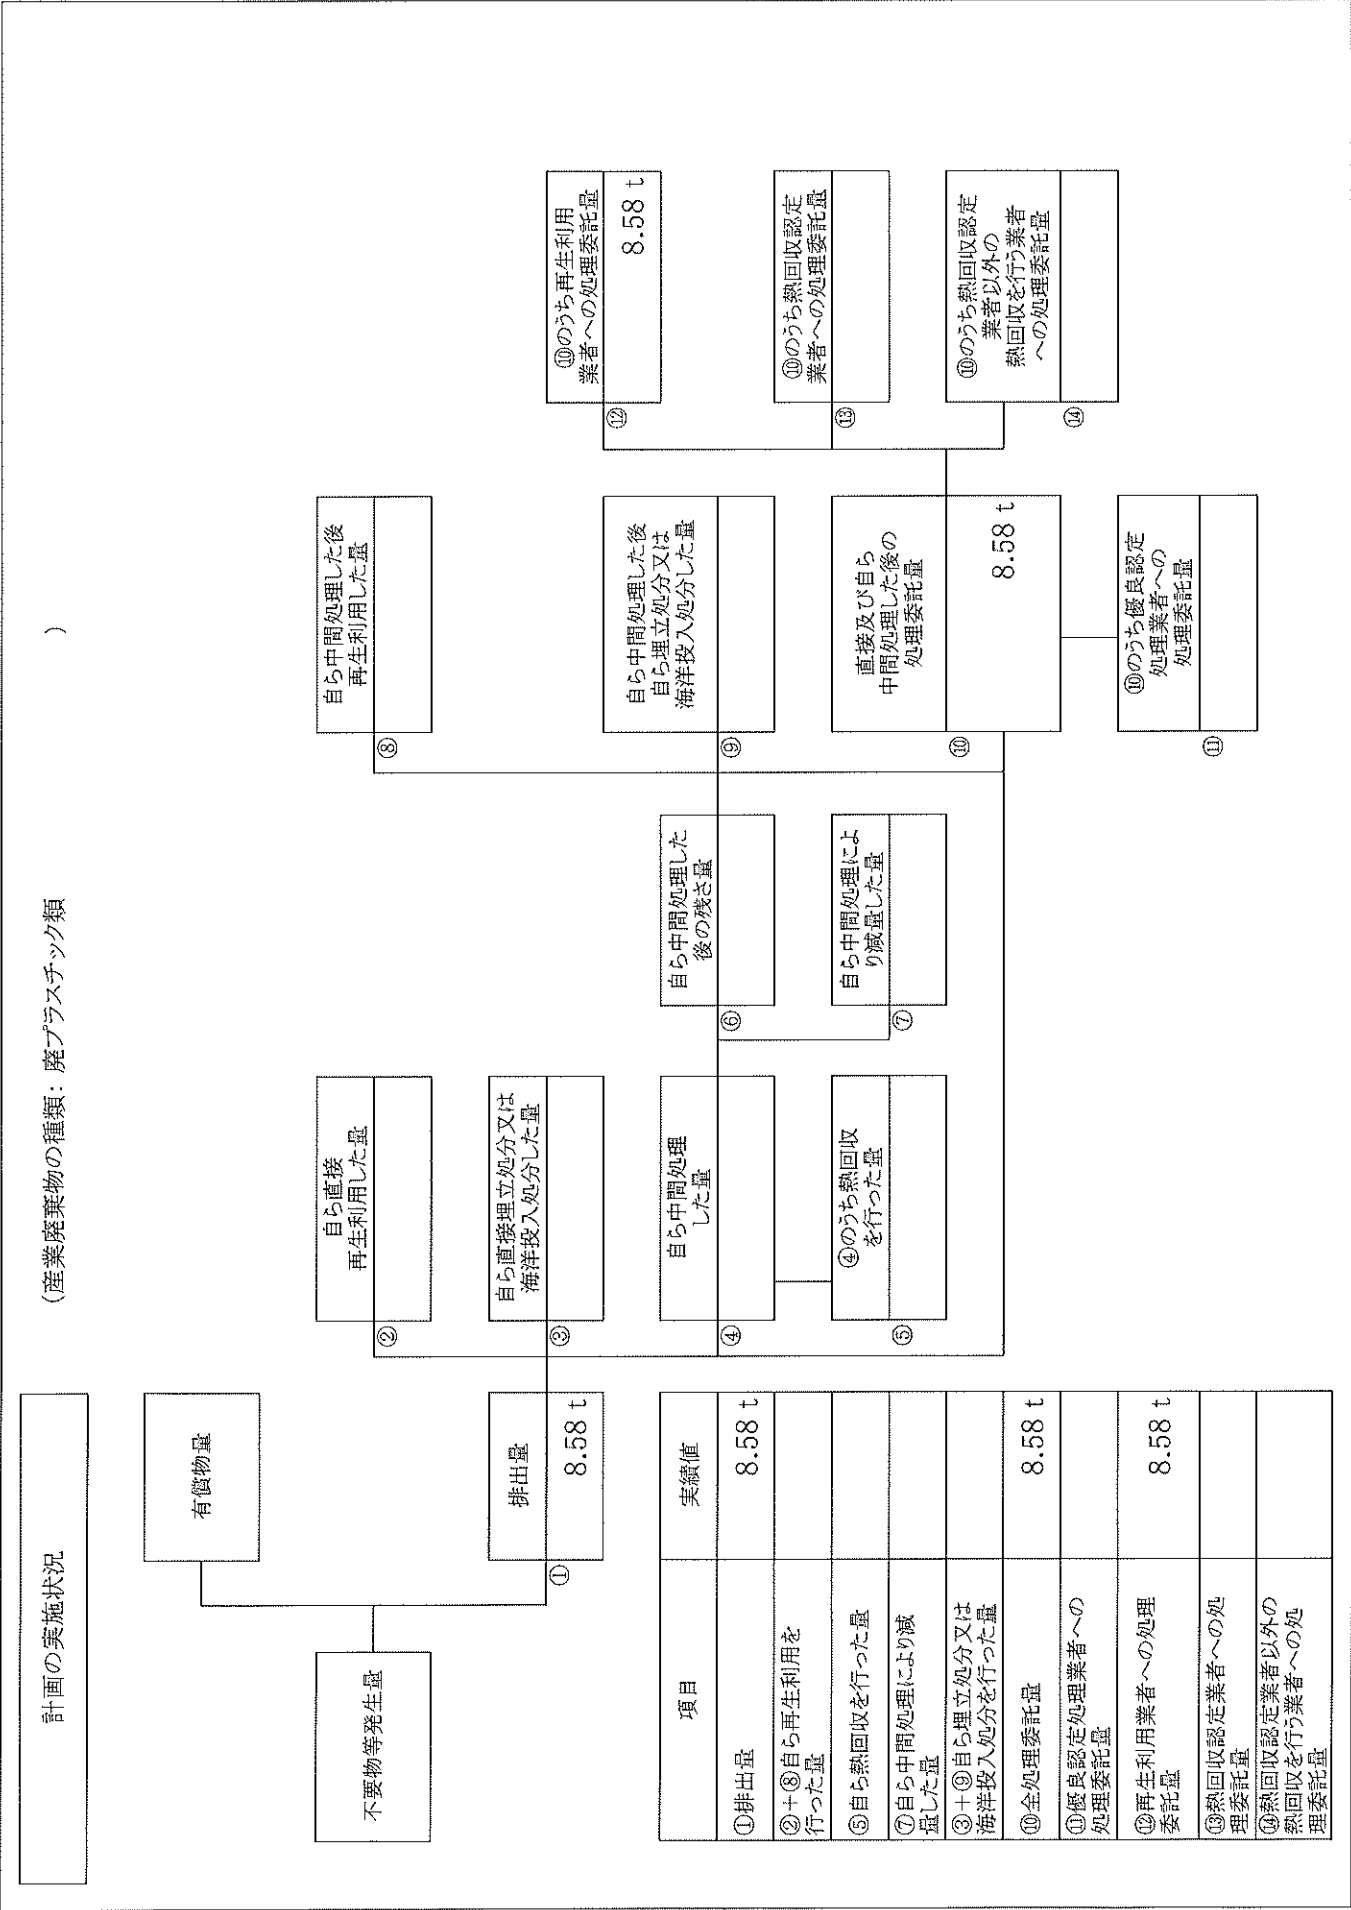 計画の実施状況
(産業廃棄物の種類：廃プラスチック類 )
不要物等発生量
有償物量
①
排出量
8.58 t
②
自ら直接
再生利用した量
③
自ら直接埋立処分又は
海洋投入処分した量
④
自ら中間処理
した量
⑤
④のうち熱回収
を行った量
⑥
自ら中間処理した
後の残さ量
⑦
自ら中間処理によ
り減量した量
⑧
自ら中間処理した後
再生利用した量
⑨
自ら中間処理した後
自ら埋立処分又は
海洋投入処分した量
⑩
直接及び自ら
中間処理した後の
処理委託量
8.58 t
⑪
⑩のうち優良認定
処理業者への
処理委託量
⑫
⑩のうち再生利用
業者への処理委託量
8.58 t
⑬
⑩のうち熱回収認定
業者への処理委託量
⑭
⑩のうち熱回収認定
業者以外の
熱回収を行う業者
への処理委託量
項目 実績値
①排出量 8.58 t
②＋⑧自ら再生利用を
行った量
⑤自ら熱回収を行った量
⑦自ら中間処理により減
量した量
③＋⑨自ら埋立処分又は
海洋投入処分を行った量
⑩全処理委託量 8.58 t
⑪優良認定処理業者への
処理委託量
⑫再生利用業者への処理
委託量 8.58 t
⑬熱回収認定業者への処
理委託量
⑭熱回収認定業者以外の
熱回収を行う業者への処
理委託量